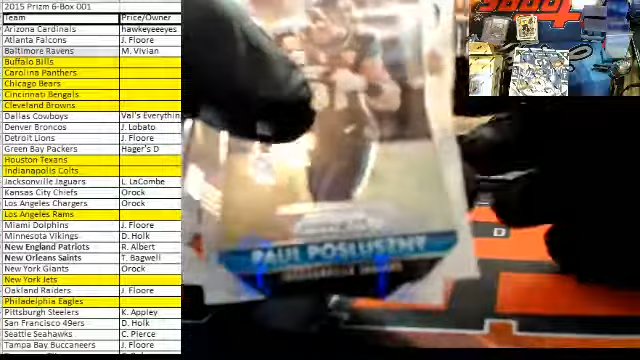 2015 Prizm 6-Box 001
Team Price/Owner
Arizona Cardinals hawkeyeeyes
Atlanta Falcons J. Floore
Baltimore Ravens M. Vivian
Buffalo Bills
Carolina Panthers
Chicago Bears
Cincinnati Bengals
Cleveland Browns
Dallas Cowboys Val's Everythin
Denver Broncos J. Lobato
Detroit Lions J. Floore
Green Bay Packers Hager's D
Houston Texans
Indianapolis Colts
Jacksonville Jaguars L. LaCombe
Kansas City Chiefs Orock
Los Angeles Chargers Orock
Los Angeles Rams
Miami Dolphins J. Floore
Minnesota Vikings D. Holk
New England Patriots R. Albert
New Orleans Saints T. Bagwell
New York Giants Orock
New York Jets
Oakland Raiders J. Floore
Philadelphia Eagles
Pittsburgh Steelers K. Appley
San Francisco 49ers D. Holk
Seattle Seahawks C. Pierce
Tampa Bay Buccaneers J. Floore
PAUL POSLUSZNY
JACKSONVILLE JAGUARS